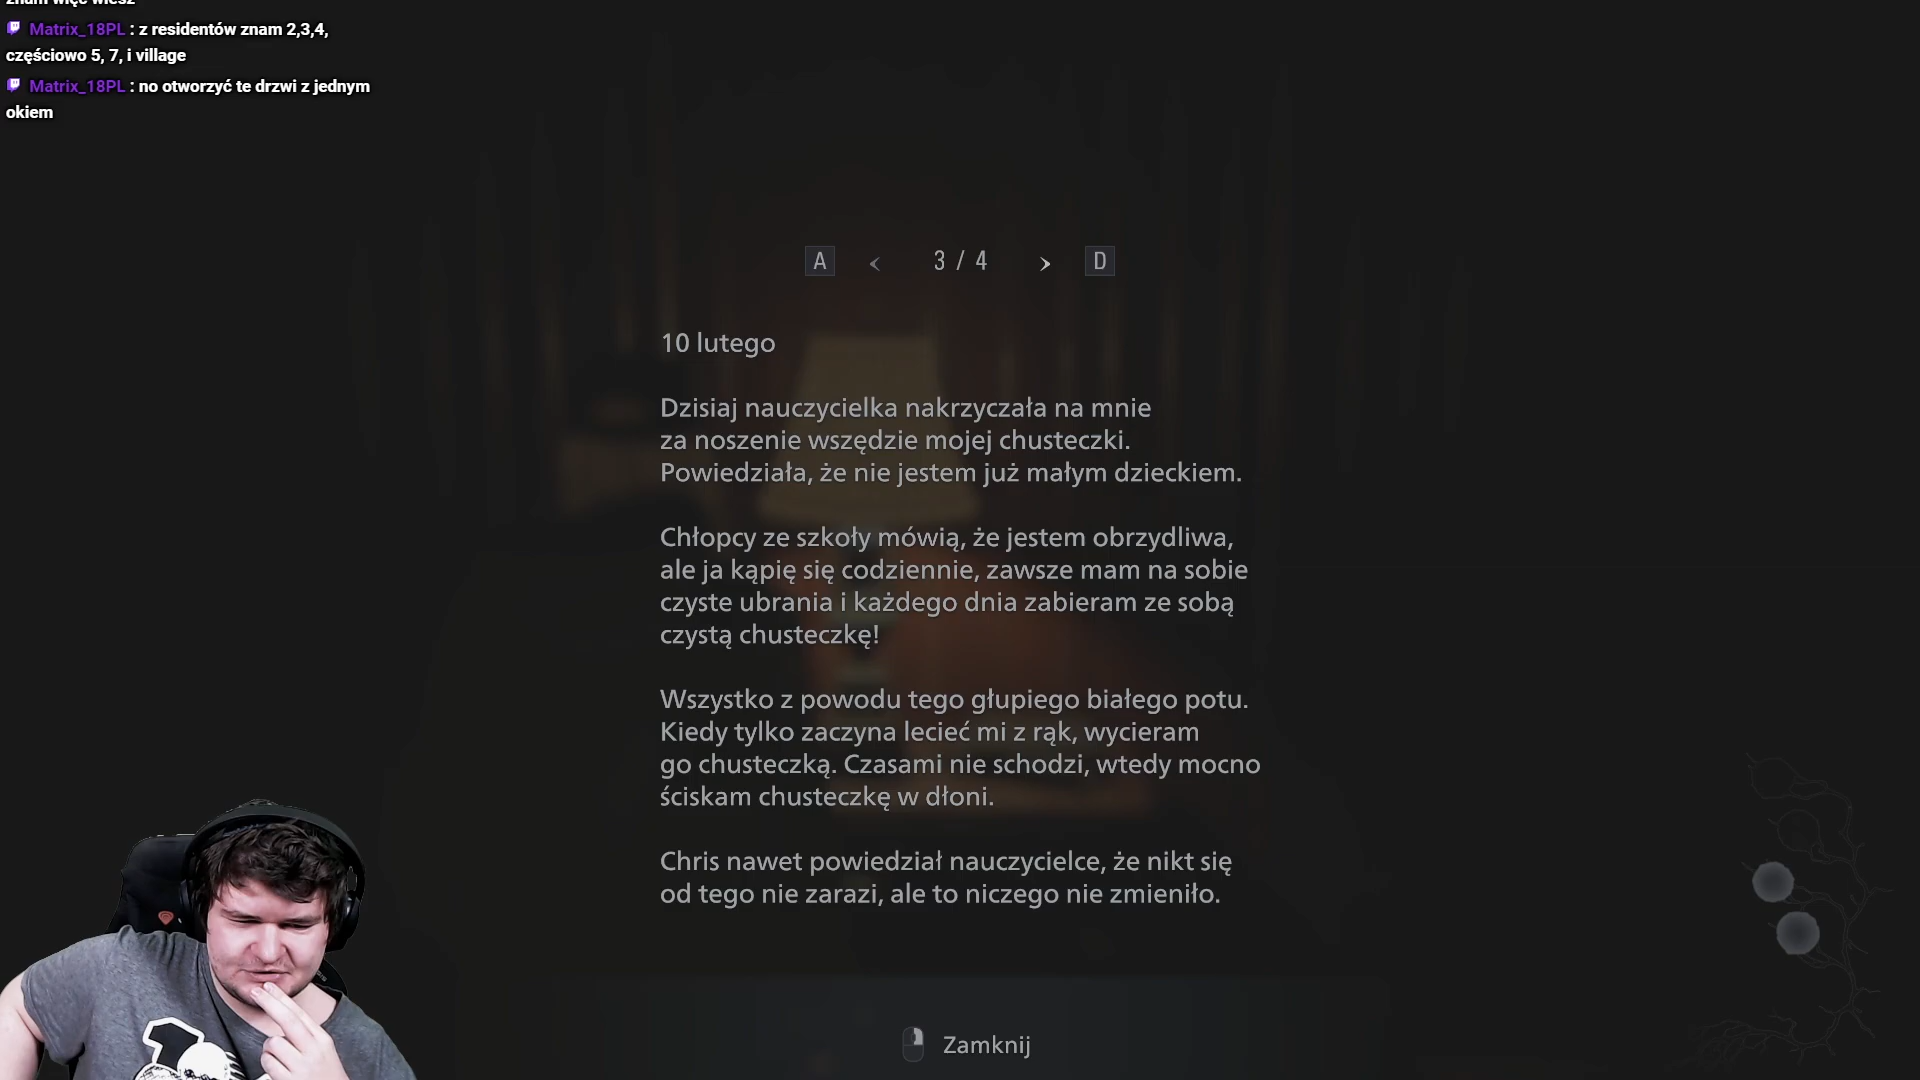 znam więc wiesz
Matrix_18PL : z residentów znam 2,3,4,
częściowo 5, 7, i village
Matrix_18PL : no otworzyć te drzwi z jednym
okiem
A < 3 / 4 > D
10 lutego
Dzisiaj nauczycielka nakrzyczała na mnie
za noszenie wszędzie mojej chusteczki.
Powiedziała, że nie jestem już małym dzieckiem.
Chłopcy ze szkoły mówią, że jestem obrzydliwa,
ale ja kąpię się codziennie, zawsze mam na sobie
czyste ubrania i każdego dnia zabieram ze sobą
czystą chusteczkę!
Wszystko z powodu tego głupiego białego potu.
Kiedy tylko zaczyna lecieć mi z rąk, wycieram
go chusteczką. Czasami nie schodzi, wtedy mocno
ściskam chusteczkę w dłoni.
Chris nawet powiedział nauczycielce, że nikt się
od tego nie zarazi, ale to niczego nie zmieniło.
Zamknij